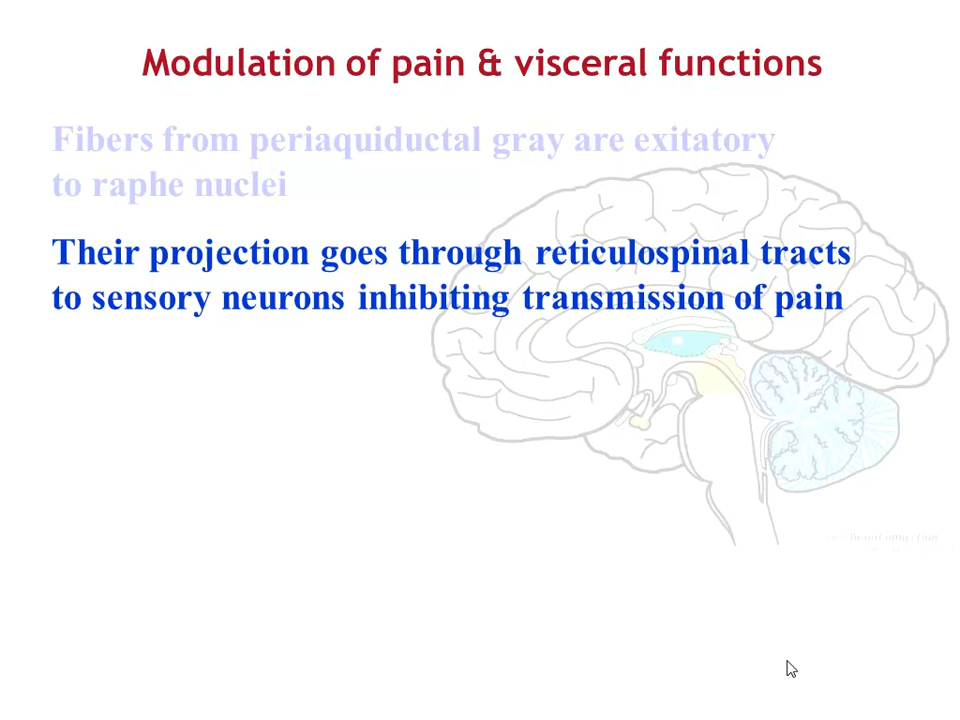 Modulation of pain & visceral functions
Fibers from periaquiductal gray are exitatory
to raphe nuclei
Their projection goes through reticulospinal tracts
to sensory neurons inhibiting transmission of pain